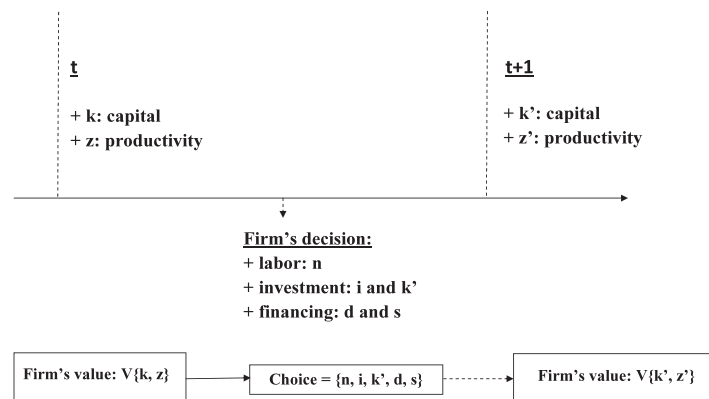 t
+ k: capital
+ z: productivity
t+1
+ k’: capital
+ z’: productivity
Firm’s decision:
+ labor: n
+ investment: i and k’
+ financing: d and s
Firm’s value: V{k, z}
Choice = {n, i, k’, d, s}
Firm’s value: V{k’, z’}